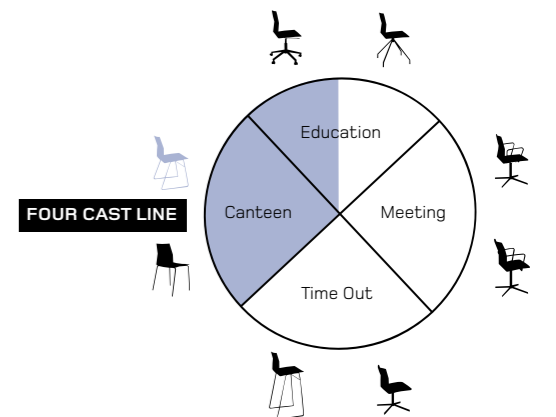 Education
FOUR CAST LINE
Canteen
Meeting
Time Out